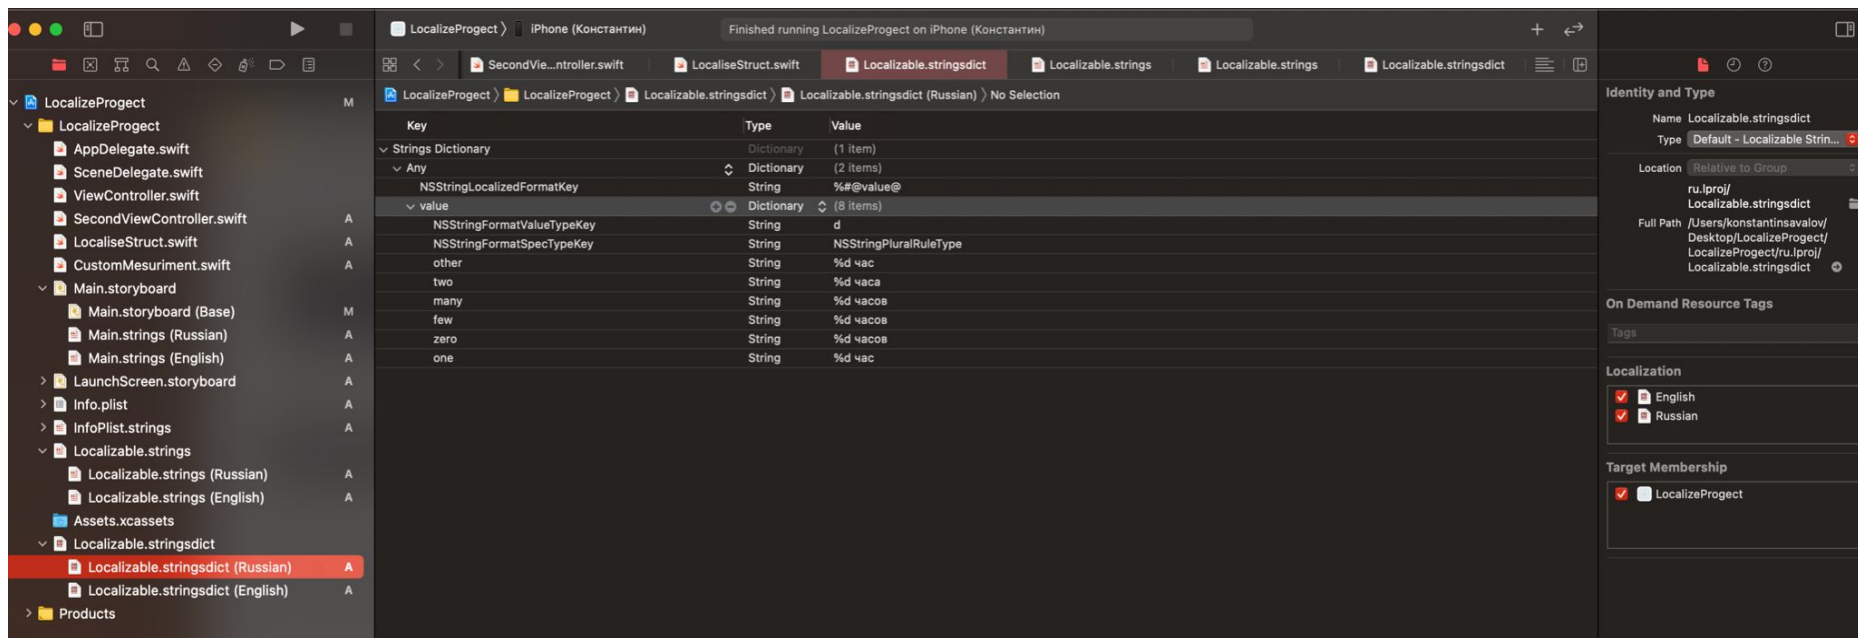 LocalizeProgect 〉 iPhone (Константин)
Finished running LocalizeProgect on iPhone (Константин)
SecondVie...ntroller.swift
LocaliseStruct.swift
Localizable.stringsdict
Localizable.strings
Localizable.strings
Localizable.stringsdict
LocalizeProgect 〉 LocalizeProgect 〉 Localizable.stringsdict 〉 Localizable.stringsdict (Russian) 〉 No Selection
LocalizeProgect M
LocalizeProgect
AppDelegate.swift
SceneDelegate.swift
ViewController.swift
SecondViewController.swift A
LocaliseStruct.swift A
CustomMesuriment.swift A
Main.storyboard
Main.storyboard (Base) M
Main.strings (Russian) A
Main.strings (English) A
LaunchScreen.storyboard A
Info.plist A
InfoPlist.strings A
Localizable.strings
Localizable.strings (Russian) A
Localizable.strings (English) A
Assets.xcassets
Localizable.stringsdict
Localizable.stringsdict (Russian) A
Localizable.stringsdict (English) A
Products
Key Type Value
Strings Dictionary Dictionary (1 item)
Any Dictionary (2 items)
NSStringLocalizedFormatKey String %#@value@
value Dictionary (8 items)
NSStringFormatValueTypeKey String d
NSStringFormatSpecTypeKey String NSStringPluralRuleType
other String %d час
two String %d часа
many String %d часов
few String %d часов
zero String %d часов
one String %d час
Identity and Type
Name Localizable.stringsdict
Type Default - Localizable Strin...
Location Relative to Group
ru.lproj/
Localizable.stringsdict
Full Path /Users/konstantinsavalov/
Desktop/LocalizeProgect/
LocalizeProgect/ru.lproj/
Localizable.stringsdict
On Demand Resource Tags
Tags
Localization
English
Russian
Target Membership
LocalizeProgect